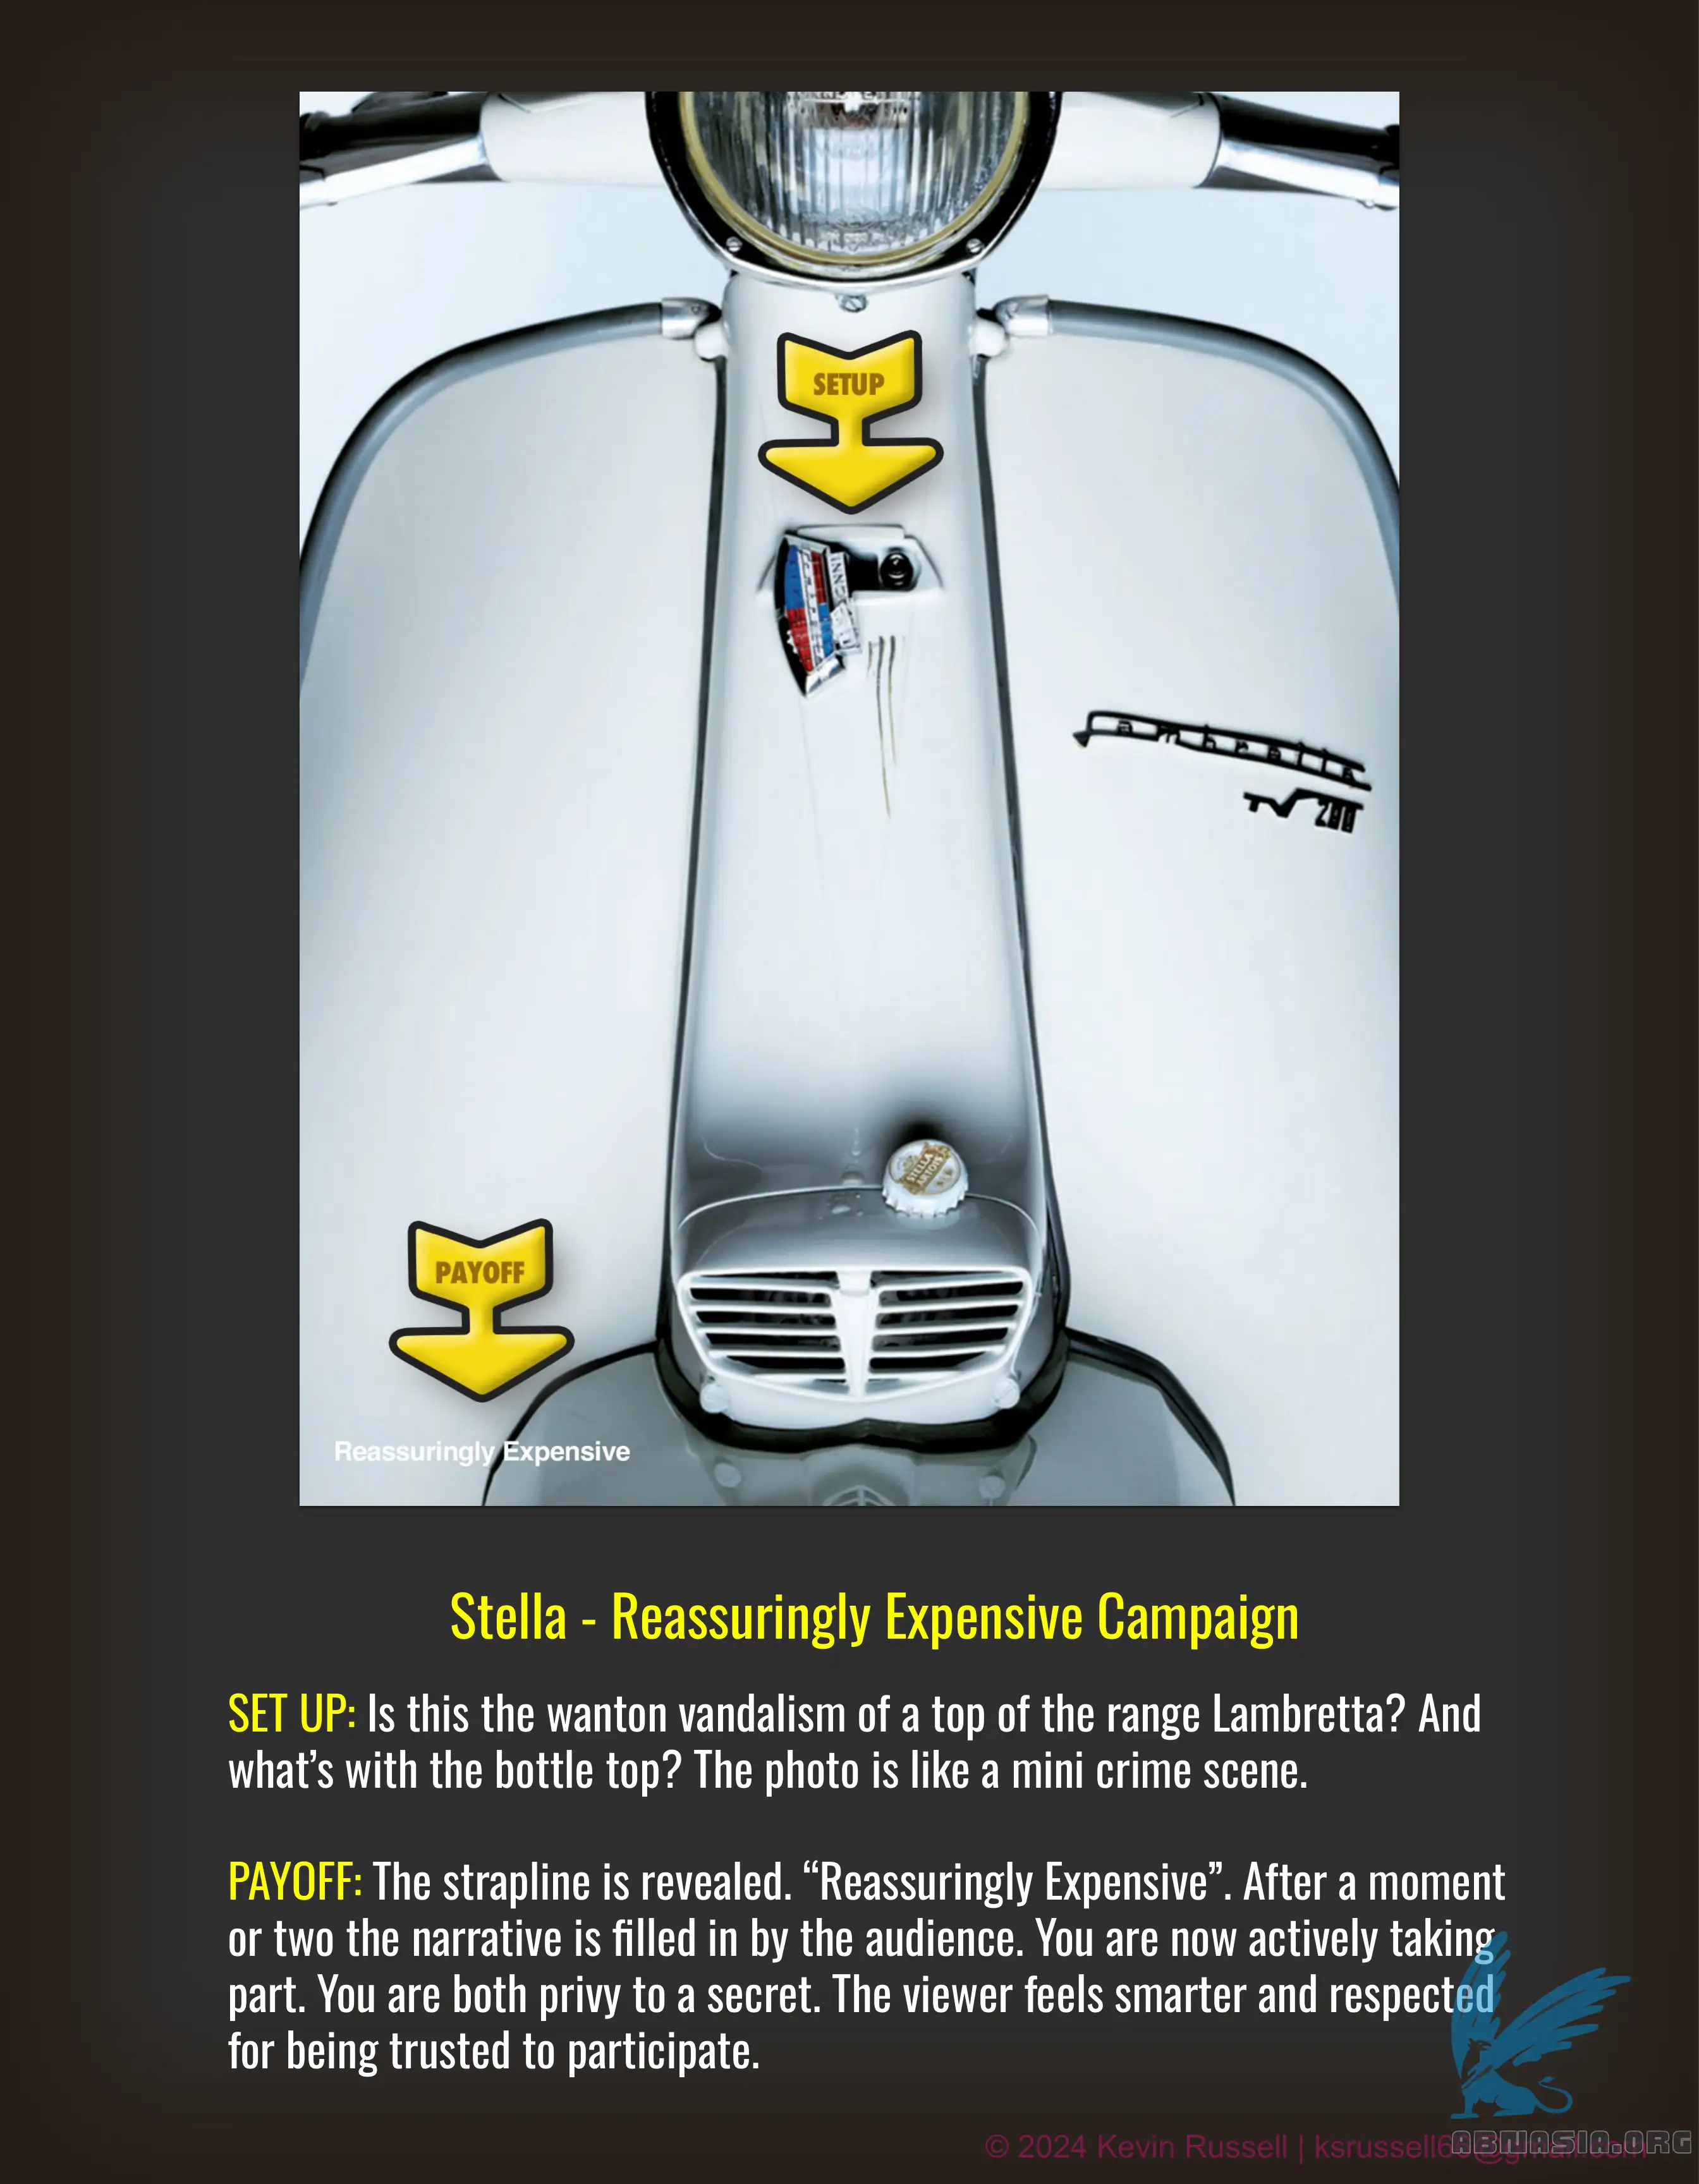 SETUP
INNOCENTI
Lambretta
TV 200
STELLA
ARTOIS
PAYOFF
Reassuringly Expensive
Stella - Reassuringly Expensive Campaign
SET UP: Is this the wanton vandalism of a top of the range Lambretta? And
what’s with the bottle top? The photo is like a mini crime scene.
PAYOFF: The strapline is revealed. “Reassuringly Expensive”. After a moment
or two the narrative is filled in by the audience. You are now actively taking
part. You are both privy to a secret. The viewer feels smarter and respected
for being trusted to participate.
© 2024 Kevin Russell |
ABNASIA.ORG